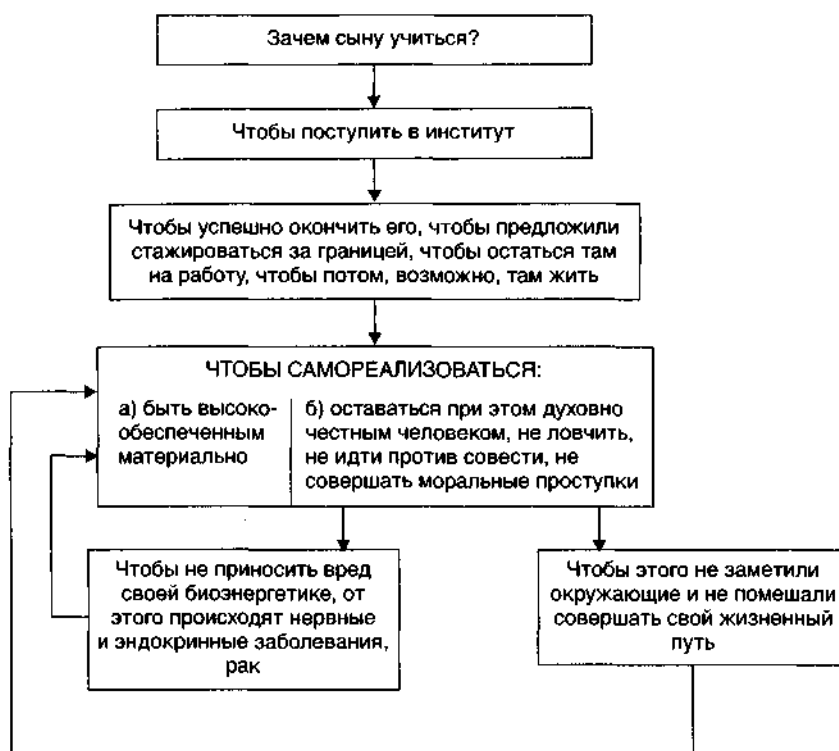 Зачем сыну учиться?
Чтобы поступить в институт
Чтобы успешно окончить его, чтобы предложили
стажироваться за границей, чтобы остаться там
на работу, чтобы потом, возможно, там жить
ЧТОБЫ САМОРЕАЛИЗОВАТЬСЯ:
а) быть высоко-
обеспеченным
материально
б) оставаться при этом духовно
честным человеком, не ловчить,
не идти против совести, не
совершать моральные проступки
Чтобы не приносить вред
своей биоэнергетике, от
этого происходят нервные
и эндокринные заболевания,
рак
Чтобы этого не заметили
окружающие и не помешали
совершать свой жизненный
путь